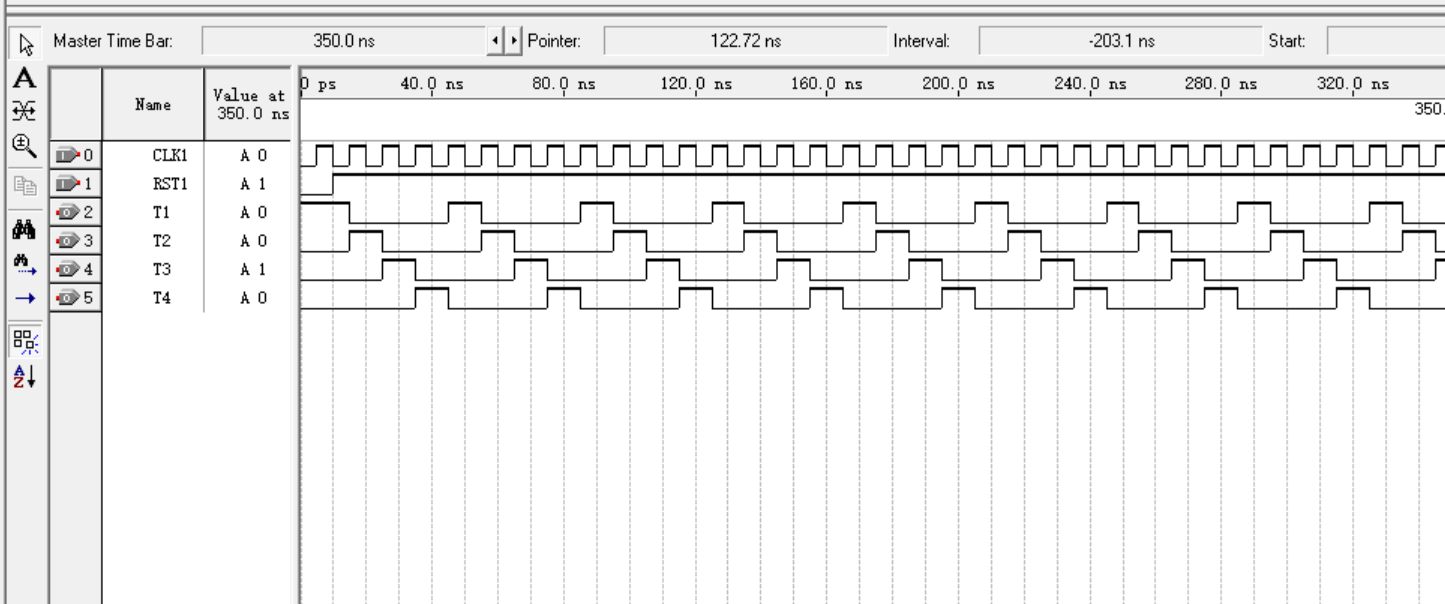 Master Time Bar: 350.0 ns Pointer: 122.72 ns Interval: -203.1 ns Start:
A
Name
Value at
350.0 ns
0 ps 40.0 ns 80.0 ns 120.0 ns 160.0 ns 200.0 ns 240.0 ns 280.0 ns 320.0 ns
350.
0 CLK1 A 0
1 RST1 A 1
2 T1 A 0
3 T2 A 0
4 T3 A 1
5 T4 A 0
A
Z